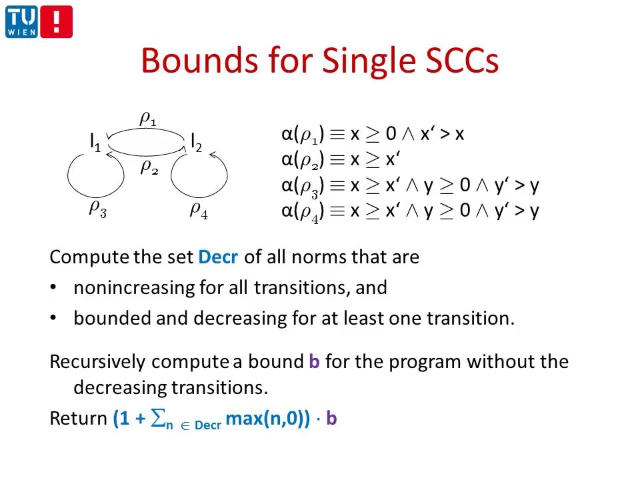 TU
WIEN
!
Bounds for Single SCCs
ρ₁
l₁ l₂
ρ₂
ρ₃ ρ₄
α(ρ₁) ≡ x ≥ 0 ∧ x‘ > x
α(ρ₂) ≡ x ≥ x‘
α(ρ₃) ≡ x ≥ x‘ ∧ y ≥ 0 ∧ y‘ > y
α(ρ₄) ≡ x ≥ x‘ ∧ y ≥ 0 ∧ y‘ > y
Compute the set Decr of all norms that are
• nonincreasing for all transitions, and
• bounded and decreasing for at least one transition.
Recursively compute a bound b for the program without the
decreasing transitions.
Return (1 + ∑n ∈ Decr max(n,0)) · b